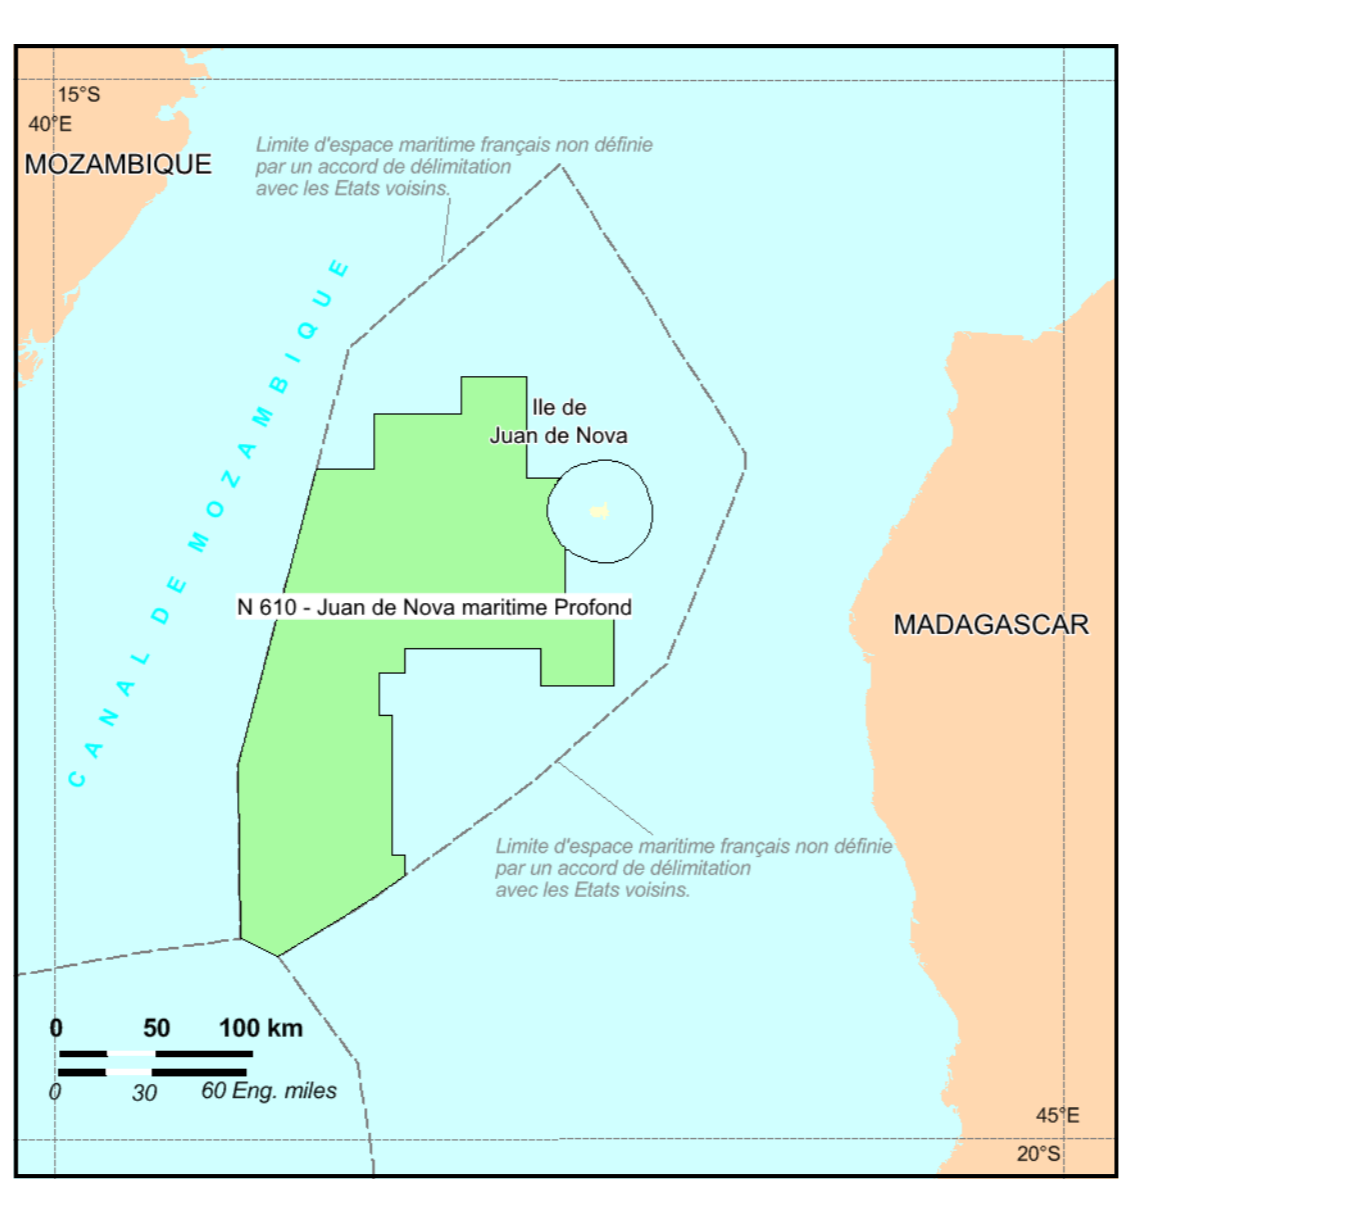 15°S
40°E
MOZAMBIQUE
Limite d'espace maritime français non définie
par un accord de délimitation
avec les Etats voisins.
CANAL DE MOZAMBIQUE
Ile de
Juan de Nova
N 610 - Juan de Nova maritime Profond
MADAGASCAR
Limite d'espace maritime français non définie
par un accord de délimitation
avec les Etats voisins.
0 50 100 km
0 30 60 Eng. miles
45°E
20°S